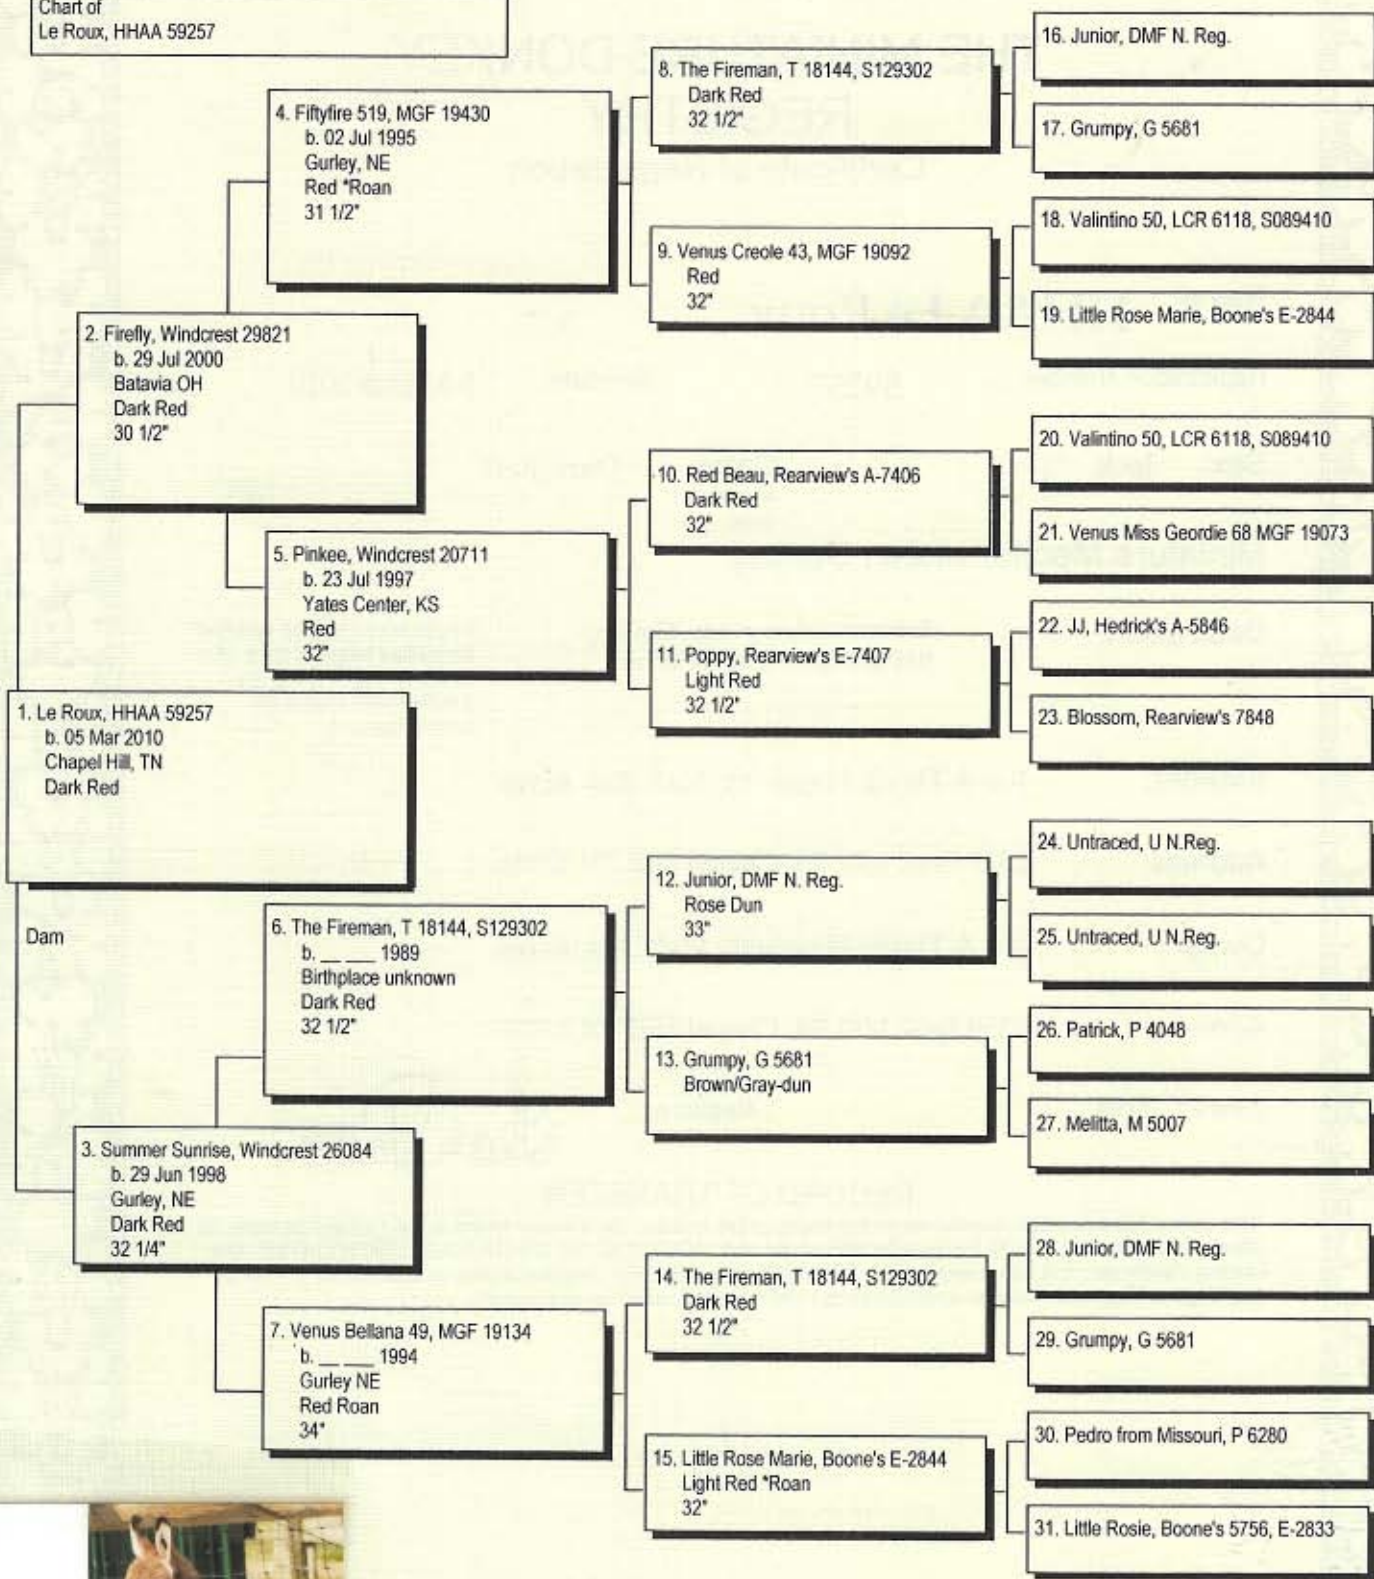 Chart of
Le Roux, HHAA 59257
1. Le Roux, HHAA 59257
b. 05 Mar 2010
Chapel Hill, TN
Dark Red
Dam
2. Firefly, Windcrest 29821
b. 29 Jul 2000
Batavia OH
Dark Red
30 1/2"
3. Summer Sunrise, Windcrest 26084
b. 29 Jun 1998
Gurley, NE
Dark Red
32 1/4"
4. Fiftyfire 519, MGF 19430
b. 02 Jul 1995
Gurley, NE
Red *Roan
31 1/2"
5. Pinkee, Windcrest 20711
b. 23 Jul 1997
Yates Center, KS
Red
32"
6. The Fireman, T 18144, S129302
b. __ ___ 1989
Birthplace unknown
Dark Red
32 1/2"
7. Venus Bellana 49, MGF 19134
b. __ ___ 1994
Gurley NE
Red Roan
34"
8. The Fireman, T 18144, S129302
Dark Red
32 1/2"
9. Venus Creole 43, MGF 19092
Red
32"
10. Red Beau, Rearview's A-7406
Dark Red
32"
11. Poppy, Rearview's E-7407
Light Red
32 1/2"
12. Junior, DMF N. Reg.
Rose Dun
33"
13. Grumpy, G 5681
Brown/Gray-dun
14. The Fireman, T 18144, S129302
Dark Red
32 1/2"
15. Little Rose Marie, Boone's E-2844
Light Red *Roan
32"
16. Junior, DMF N. Reg.
17. Grumpy, G 5681
18. Valintino 50, LCR 6118, S089410
19. Little Rose Marie, Boone's E-2844
20. Valintino 50, LCR 6118, S089410
21. Venus Miss Geordie 68 MGF 19073
22. JJ, Hedrick's A-5846
23. Blossom, Rearview's 7848
24. Untraced, U N.Reg.
25. Untraced, U N.Reg.
26. Patrick, P 4048
27. Melitta, M 5007
28. Junior, DMF N. Reg.
29. Grumpy, G 5681
30. Pedro from Missouri, P 6280
31. Little Rosie, Boone's 5756, E-2833